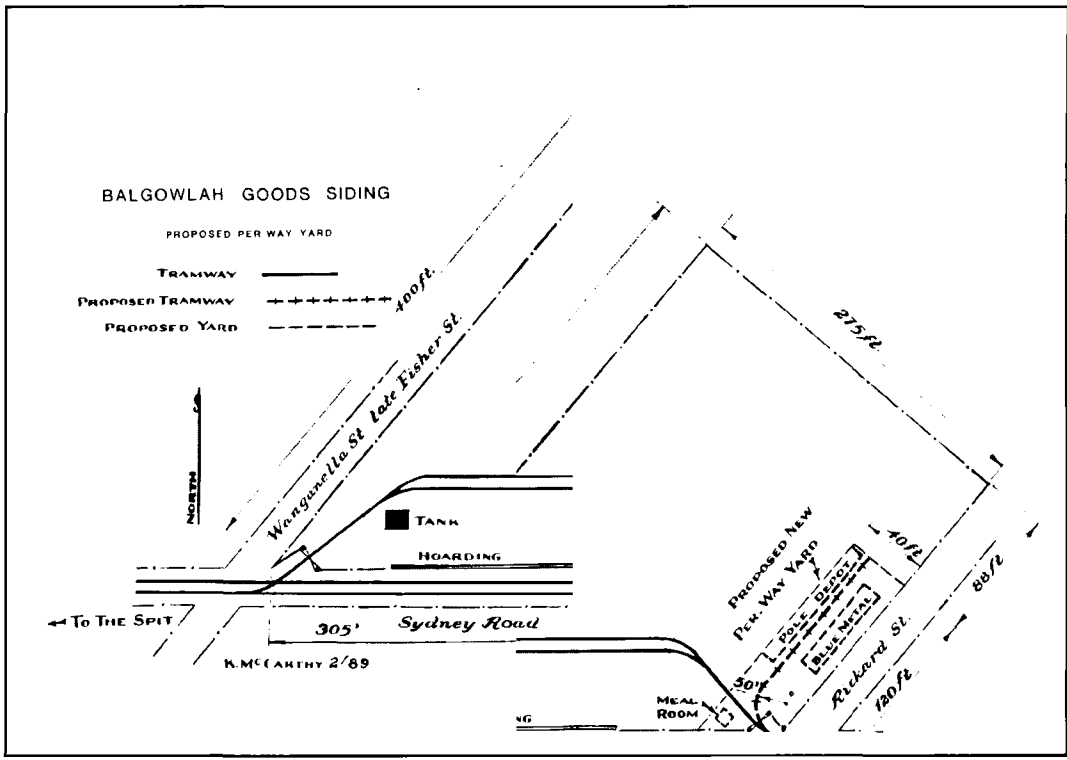 BALGOWLAH GOODS SIDING
PROPOSED PER WAY YARD
TRAMWAY
PROPOSED TRAMWAY
PROPOSED YARD
400ft.
Wanganella St late Fisher St.
275ft.
NORTH
TANK
HOARDING
PROPOSED NEW
PER-WAY YARD
POLE DEPOT
BLUE METAL
40ft
88ft
TO THE SPIT
305'
Sydney Road
K.McCARTHY 2/89
Rickard St.
120ft
50'
MEAL
ROOM
NG